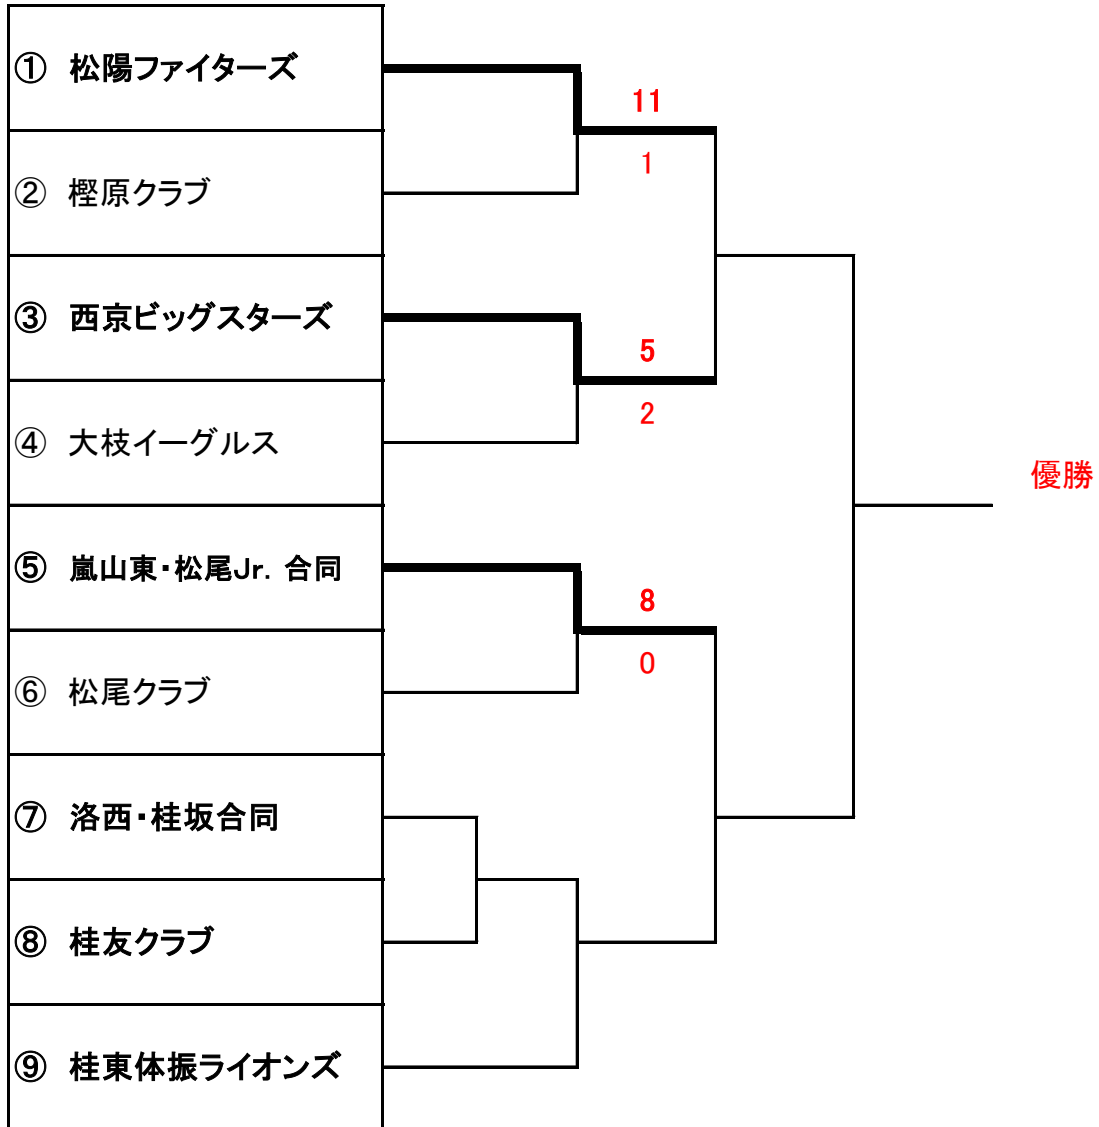 ① 松陽ファイターズ
11
1
② 樫原クラブ
③ 西京ビッグスターズ
5
2
④ 大枝イーグルス
優勝
⑤ 嵐山東・松尾Jr. 合同
8
0
⑥ 松尾クラブ
⑦ 洛西・桂坂合同
⑧ 桂友クラブ
⑨ 桂東体振ライオンズ